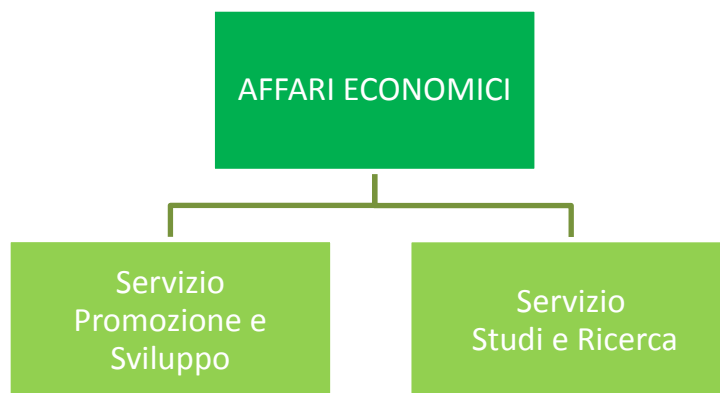 AFFARI ECONOMICI
Servizio
Promozione e
Sviluppo
Servizio
Studi e Ricerca